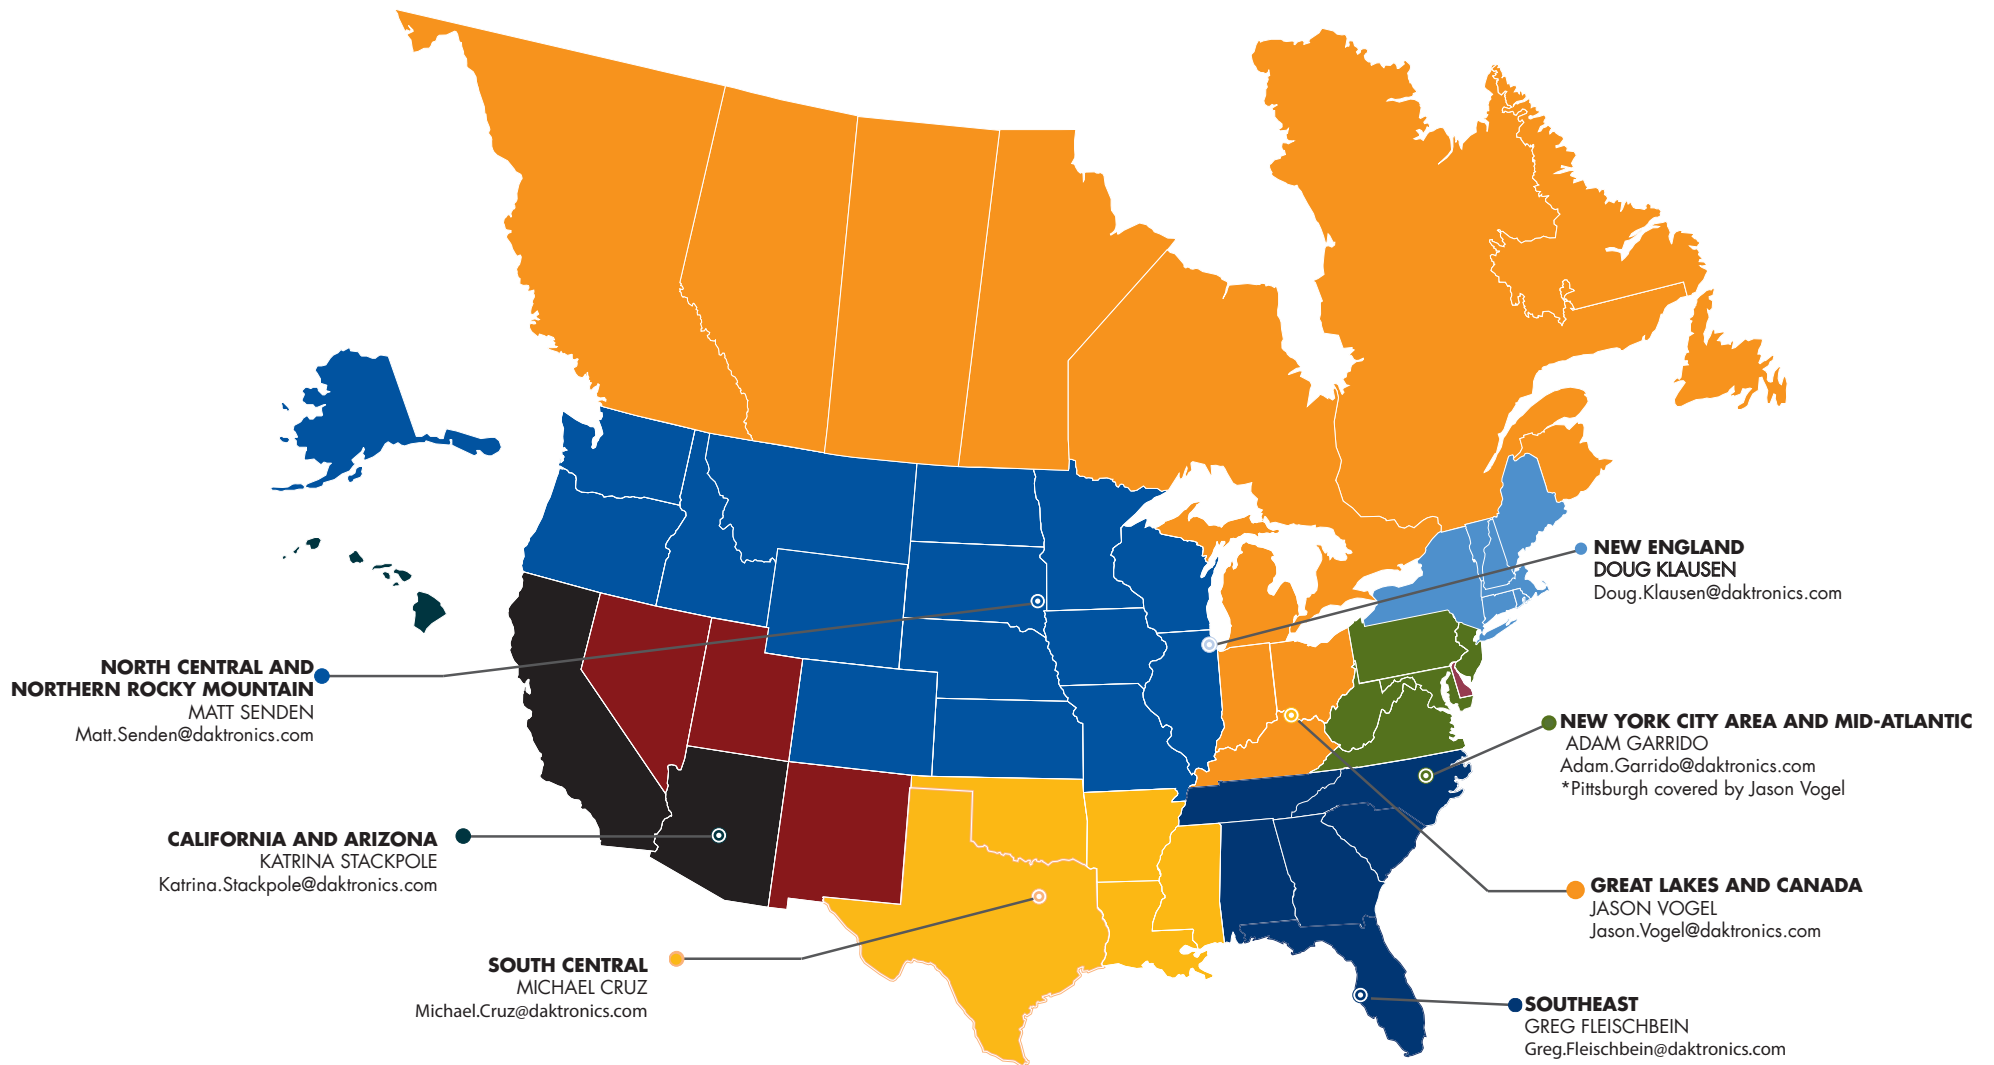 NEW ENGLAND
DOUG KLAUSEN
Doug.Klausen@daktronics.com
NORTH CENTRAL AND
NORTHERN ROCKY MOUNTAIN
MATT SENDEN
Matt.Senden@daktronics.com
NEW YORK CITY AREA AND MID-ATLANTIC
ADAM GARRIDO
Adam.Garrido@daktronics.com
*Pittsburgh covered by Jason Vogel
CALIFORNIA AND ARIZONA
KATRINA STACKPOLE
Katrina.Stackpole@daktronics.com
GREAT LAKES AND CANADA
JASON VOGEL
Jason.Vogel@daktronics.com
SOUTH CENTRAL
MICHAEL CRUZ
Michael.Cruz@daktronics.com
SOUTHEAST
GREG FLEISCHBEIN
Greg.Fleischbein@daktronics.com